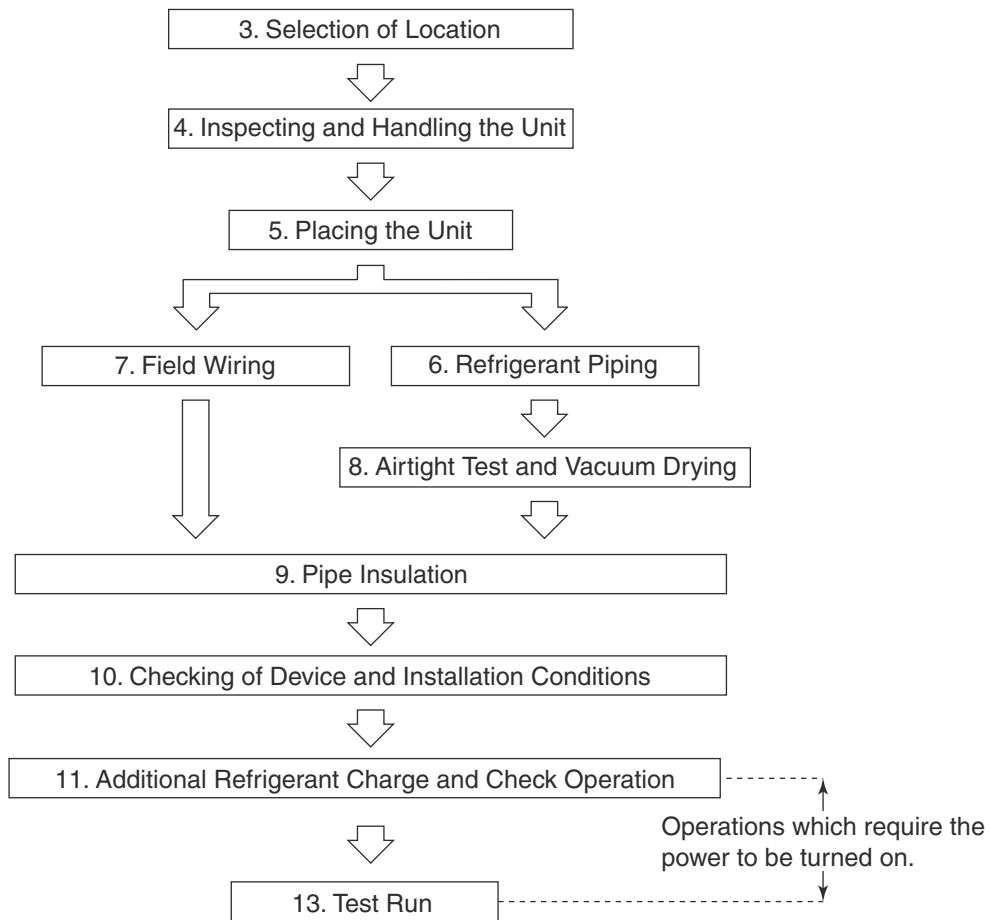 3. Selection of Location
4. Inspecting and Handling the Unit
5. Placing the Unit
7. Field Wiring
6. Refrigerant Piping
8. Airtight Test and Vacuum Drying
9. Pipe Insulation
10. Checking of Device and Installation Conditions
11. Additional Refrigerant Charge and Check Operation
Operations which require the
power to be turned on.
13. Test Run